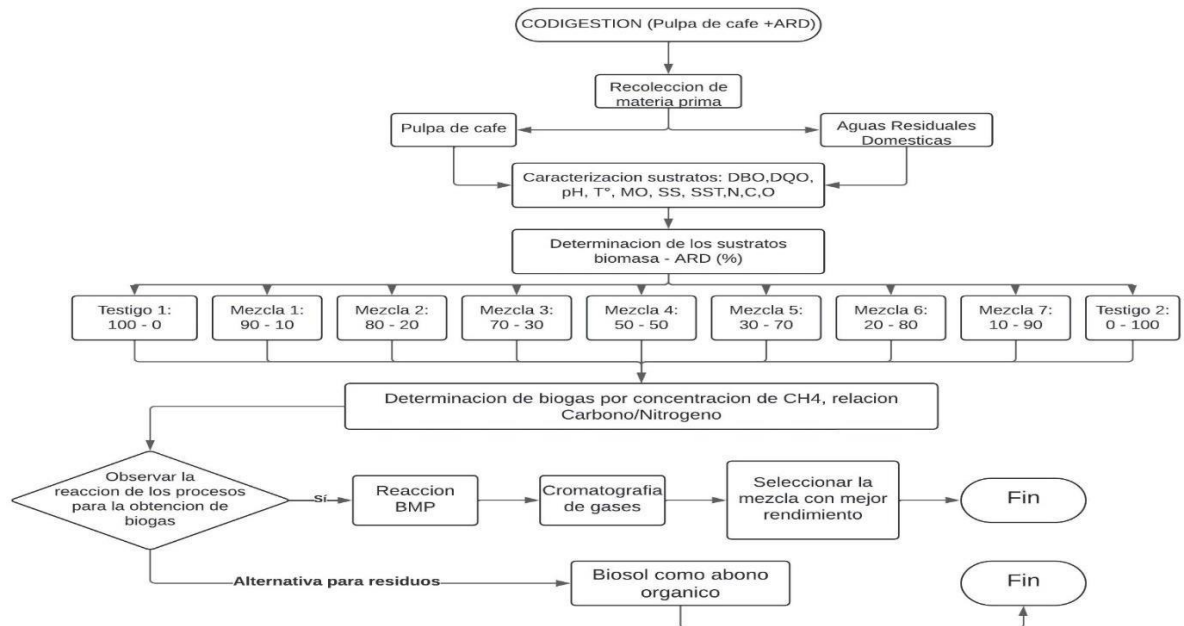 CODIGESTION (Pulpa de cafe +ARD)
Recoleccion de
materia prima
Pulpa de cafe
Aguas Residuales
Domesticas
Caracterizacion sustratos: DBO,DQO,
pH, T°, MO, SS, SST,N,C,O
Determinacion de los sustratos
biomasa - ARD (%)
Testigo 1:
100 - 0
Mezcla 1:
90 - 10
Mezcla 2:
80 - 20
Mezcla 3:
70 - 30
Mezcla 4:
50 - 50
Mezcla 5:
30 - 70
Mezcla 6:
20 - 80
Mezcla 7:
10 - 90
Testigo 2:
0 - 100
Determinacion de biogas por concentracion de CH4, relacion
Carbono/Nitrogeno
Observar la
reaccion de los procesos
para la obtencion de
biogas
Sí
Reaccion
BMP
Cromatografia
de gases
Seleccionar la
mezcla con mejor
rendimiento
Fin
Alternativa para residuos
Biosol como abono
organico
Fin